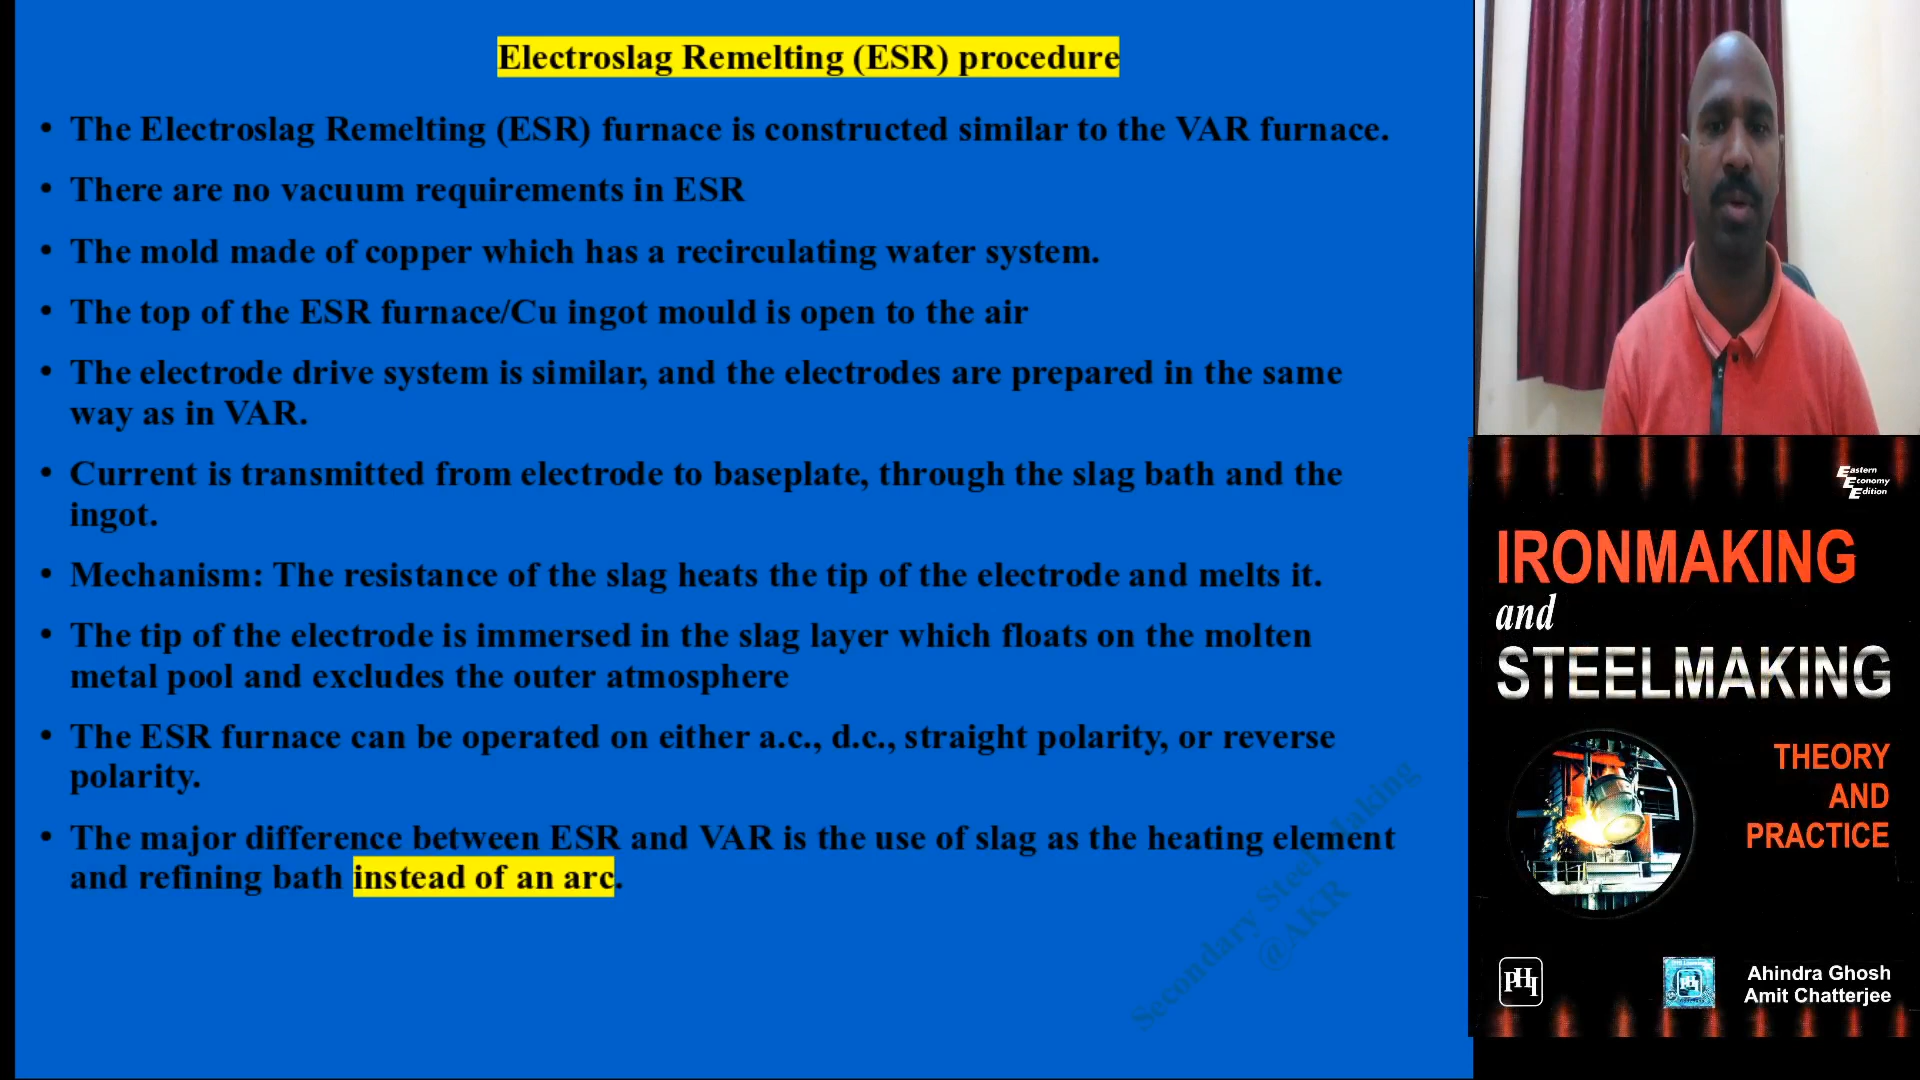 Electroslag Remelting (ESR) procedure
• The Electroslag Remelting (ESR) furnace is constructed similar to the VAR furnace.
• There are no vacuum requirements in ESR
• The mold made of copper which has a recirculating water system.
• The top of the ESR furnace/Cu ingot mould is open to the air
• The electrode drive system is similar, and the electrodes are prepared in the same
way as in VAR.
• Current is transmitted from electrode to baseplate, through the slag bath and the
ingot.
• Mechanism: The resistance of the slag heats the tip of the electrode and melts it.
• The tip of the electrode is immersed in the slag layer which floats on the molten
metal pool and excludes the outer atmosphere
• The ESR furnace can be operated on either a.c., d.c., straight polarity, or reverse
polarity.
• The major difference between ESR and VAR is the use of slag as the heating element
and refining bath instead of an arc.
Secondary Steel Making
@AKR
Eastern
Economy
Edition
IRONMAKING
and
STEELMAKING
THEORY
AND
PRACTICE
PHI
Ahindra Ghosh
Amit Chatterjee